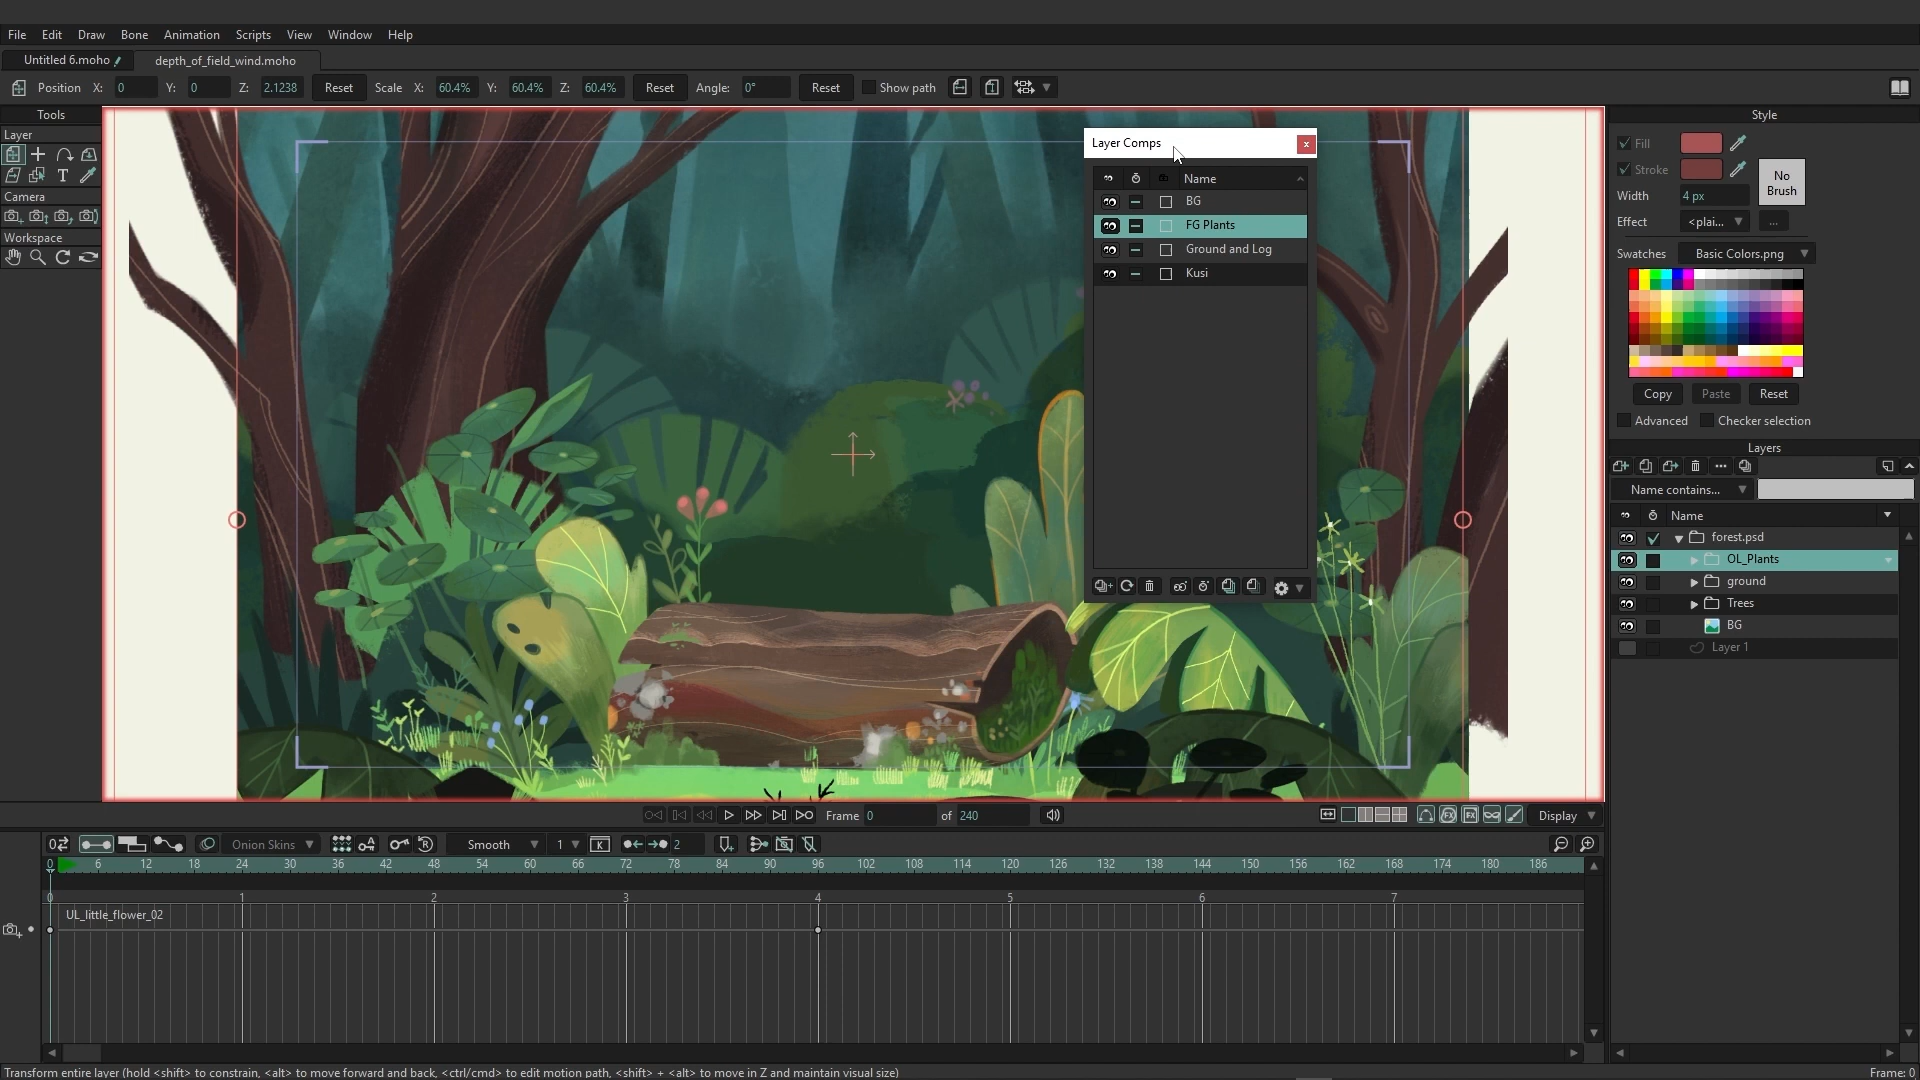 File Edit Draw Bone Animation Scripts View Window Help
Untitled 6.moho depth_of_field_wind.moho
Position X: 0 Y: 0 Z: 2.1238 Reset Scale X: 60.4% Y: 60.4% Z: 60.4% Reset Angle: 0° Reset Show path
Tools
Layer
T
Camera
Workspace
Layer Comps x
Name
BG
FG Plants
Ground and Log
Kusi
Style
Fill
Stroke
No Brush
Width 4 px
Effect <plai... ...
Swatches Basic Colors.png
Copy Paste Reset
Advanced Checker selection
Layers
Name contains...
Name
forest.psd
OL_Plants
ground
Trees
BG
Layer 1
Frame 0 of 240 Display
Onion Skins Smooth 1 K 2
0 6 12 18 24 30 36 42 48 54 60 66 72 78 84 90 96 102 108 114 120 126 132 138 144 150 156 162 168 174 180 186
0 1 2 3 4 5 6 7
UL_little_flower_02
Transform entire layer (hold <shift> to constrain, <alt> to move forward and back, <ctrl/cmd> to edit motion path, <shift> + <alt> to move in Z and maintain visual size) Frame: 0